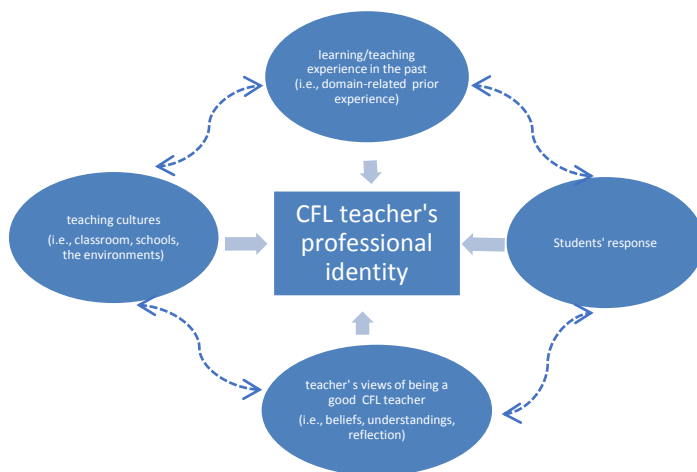 learning/teaching
experience in the past
(i.e., domain-related prior
experience)
teaching cultures
(i.e., classroom, schools,
the environments)
CFL teacher's
professional
identity
Students' response
teacher's views of being a
good CFL teacher
(i.e., beliefs, understandings,
reflection)